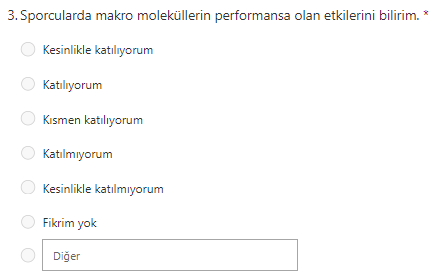 3. Sporcularda makro moleküllerin performansa olan etkilerini bilirim. *
Kesinlikle katılıyorum
Katılıyorum
Kısmen katılıyorum
Katılmıyorum
Kesinlikle katılmıyorum
Fikrim yok
Diğer